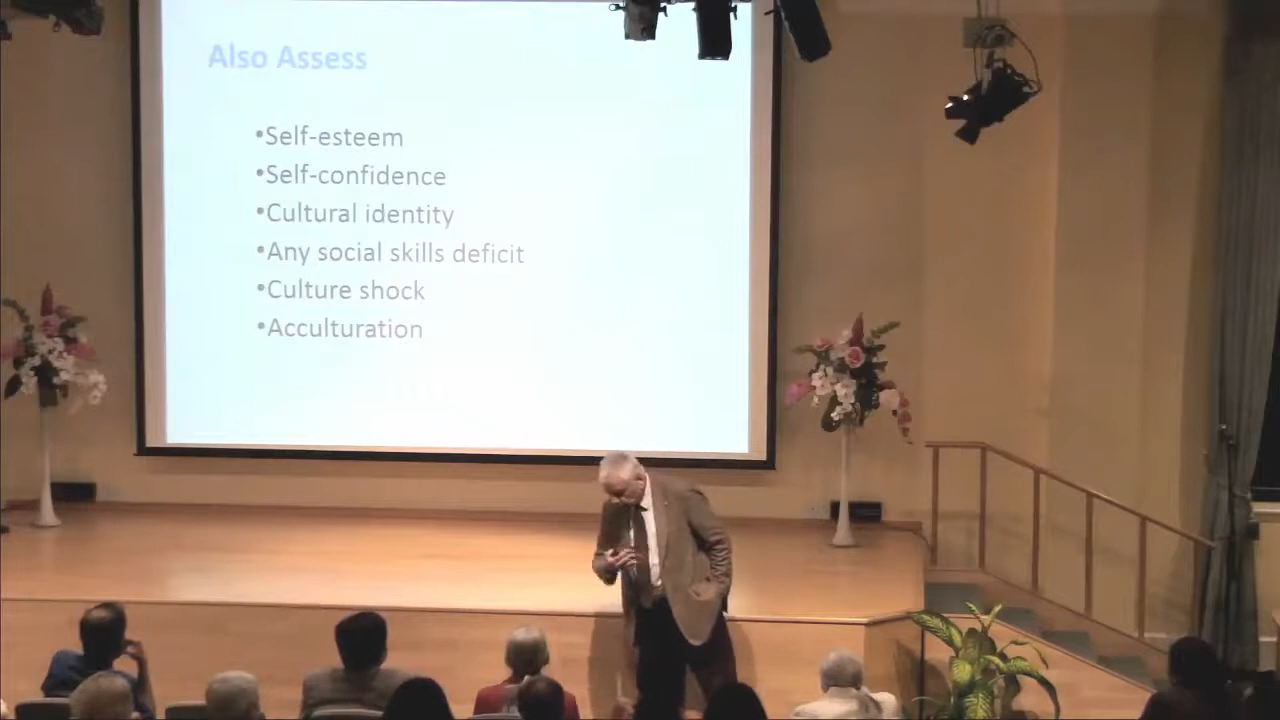 Also Assess
•Self-esteem
•Self-confidence
•Cultural identity
•Any social skills deficit
•Culture shock
•Acculturation